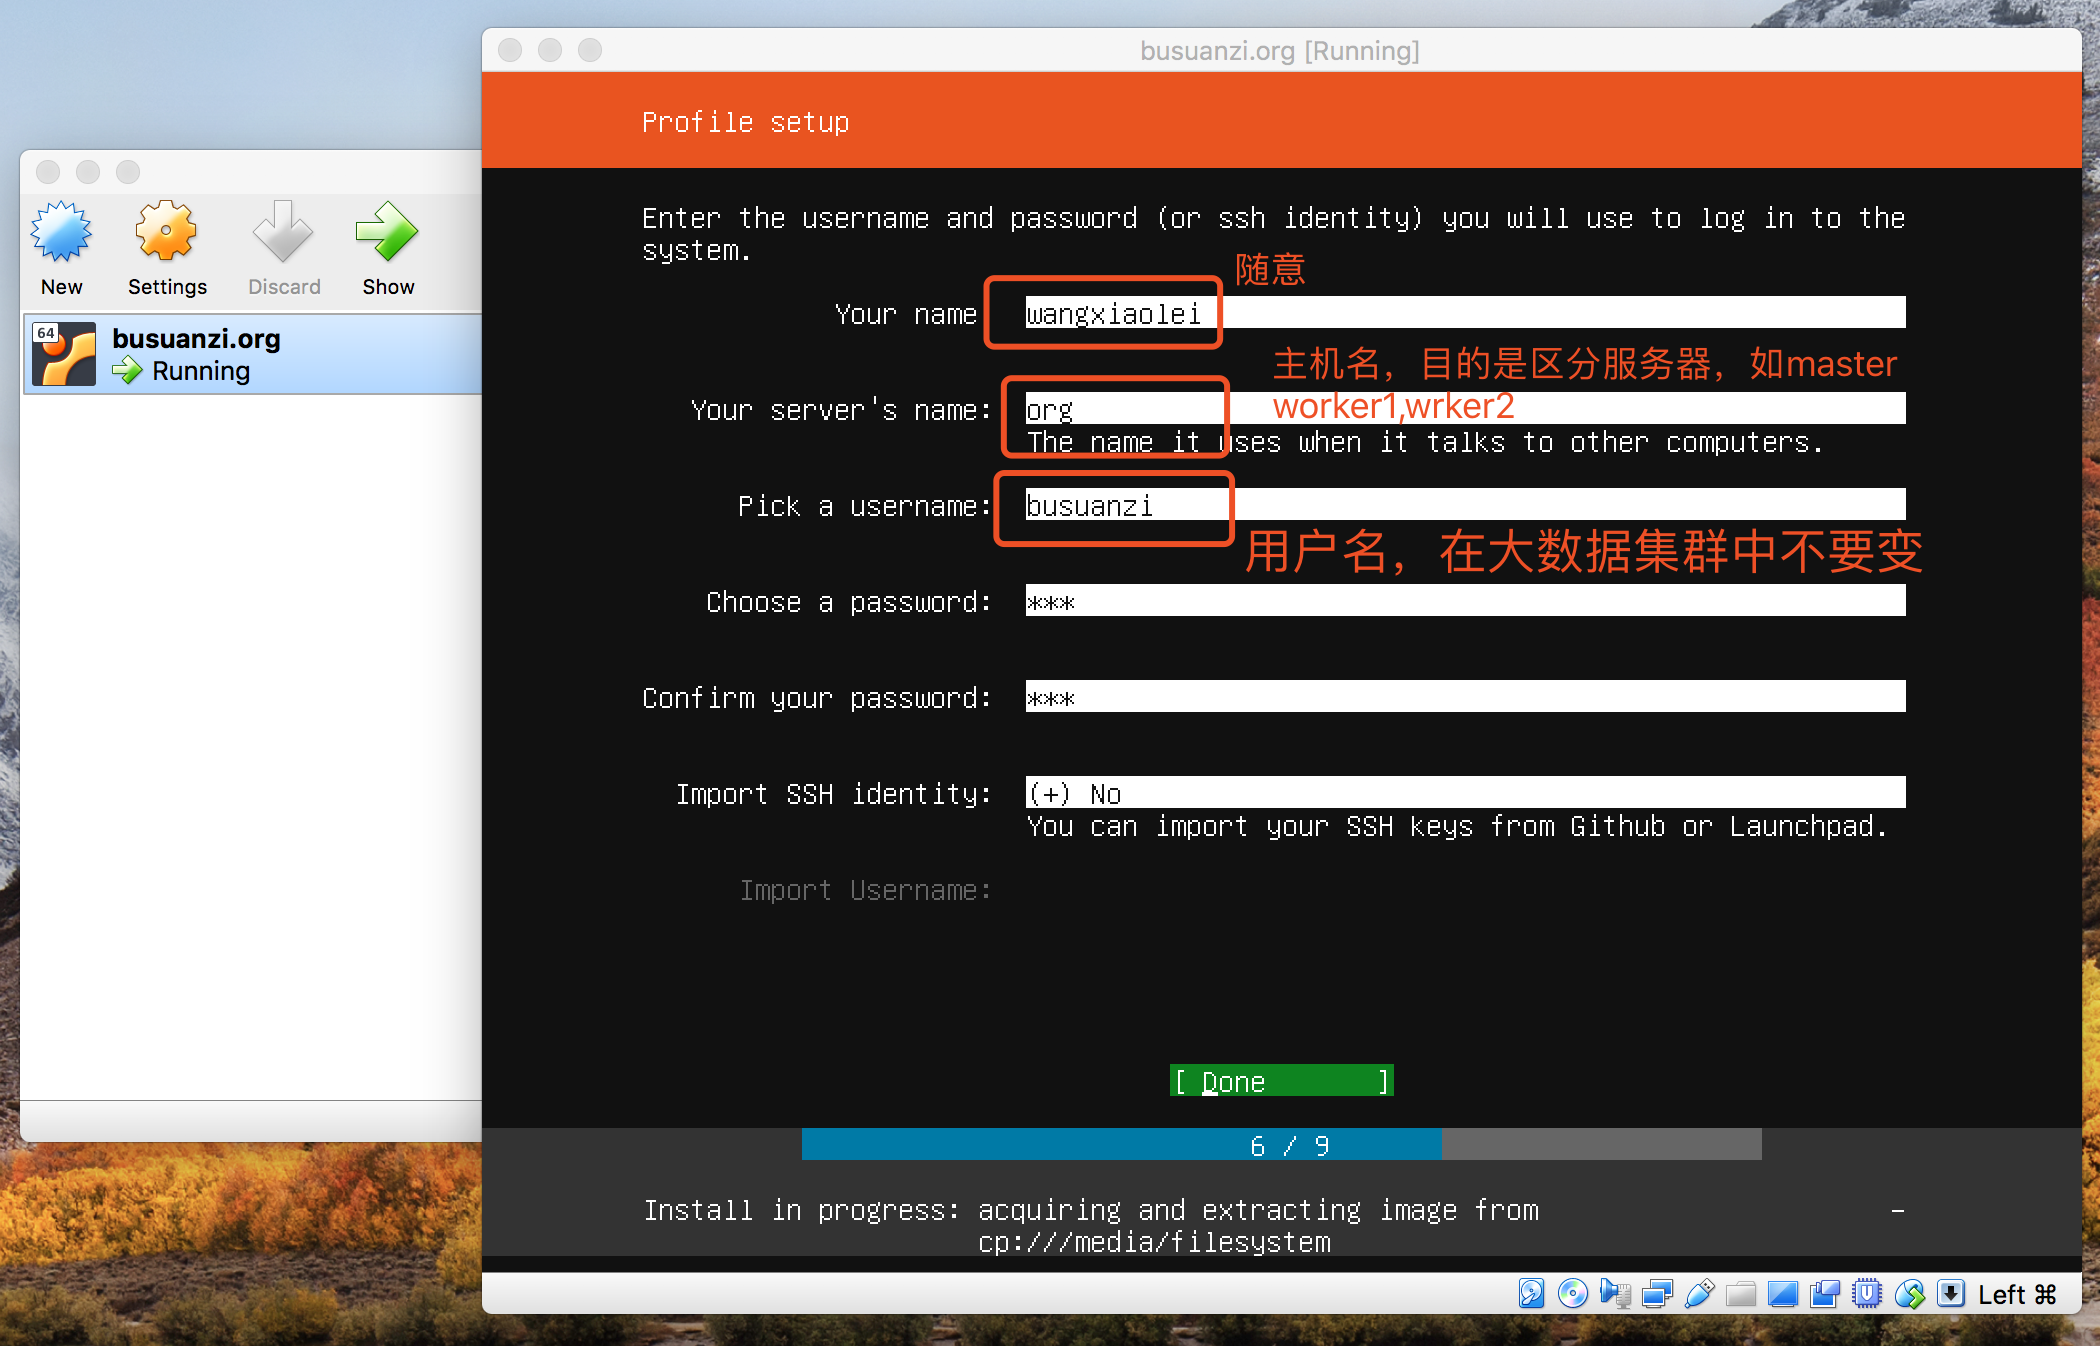 busuanzi.org [Running]
New
Settings
Discard
Show
64
busuanzi.org
Running
Profile setup
Enter the username and password (or ssh identity) you will use to log in to the
system.
随意
Your name
wangxiaolei
主机名，目的是区分服务器，如master
worker1,wrker2
Your server's name:
org
The name it uses when it talks to other computers.
Pick a username:
busuanzi
用户名，在大数据集群中不要变
Choose a password:
***
Confirm your password:
***
Import SSH identity:
(+) No
You can import your SSH keys from Github or Launchpad.
Import Username:
[ Done ]
6 / 9
Install in progress: acquiring and extracting image from
cp:///media/filesystem
Left ⌘